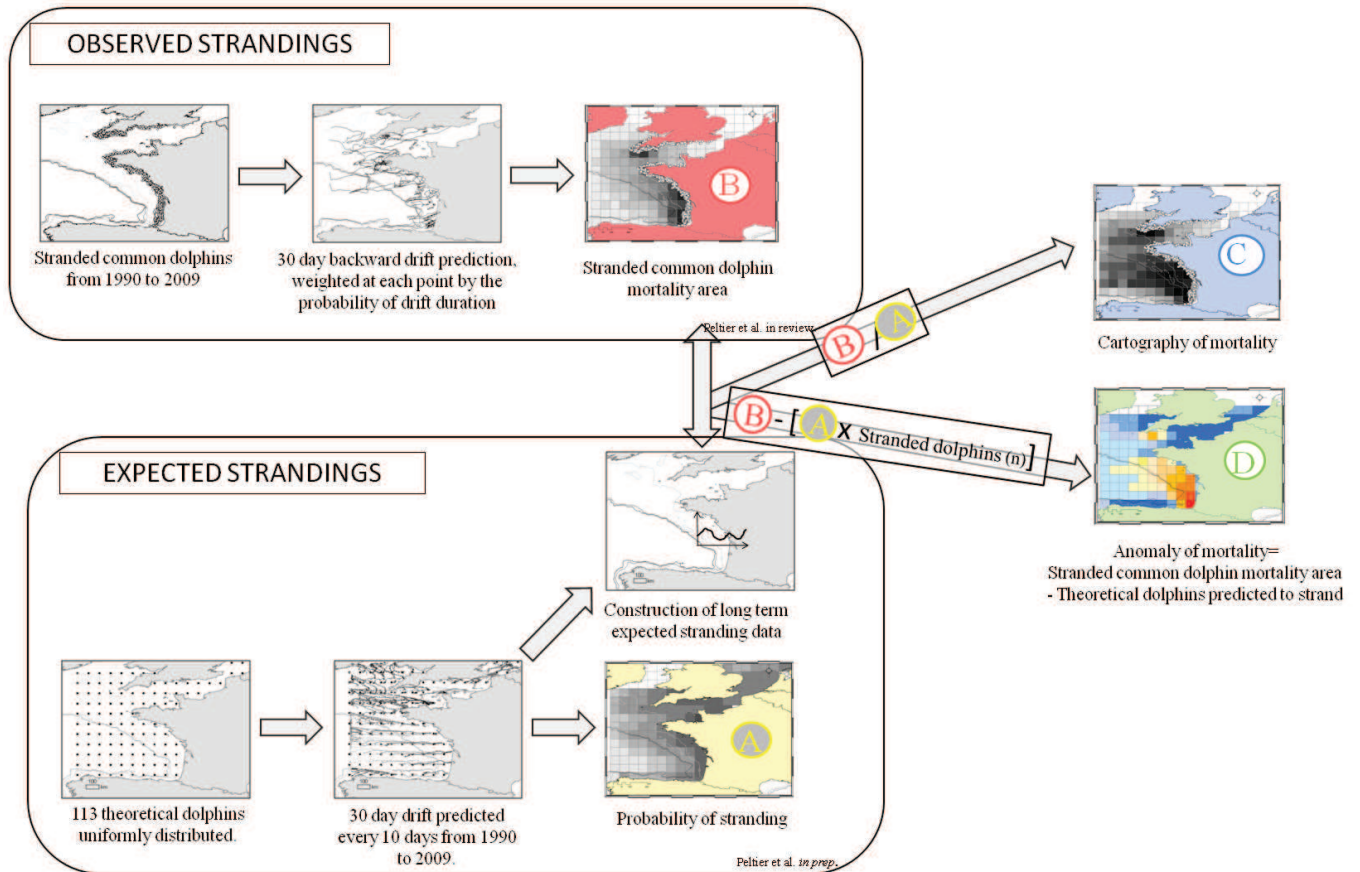 OBSERVED STRANDINGS
Stranded common dolphins
from 1990 to 2009
30 day backward drift prediction,
weighted at each point by the
probability of drift duration
B
Stranded common dolphin
mortality area
Peltier et al. in review
B / A
C
Cartography of mortality
B - [ A X Stranded dolphins (n) ]
D
Anomaly of mortality=
Stranded common dolphin mortality area
- Theoretical dolphins predicted to strand
EXPECTED STRANDINGS
Construction of long term
expected stranding data
113 theoretical dolphins
uniformly distributed.
30 day drift predicted
every 10 days from 1990
to 2009.
A
Probability of stranding
Peltier et al. in prep.